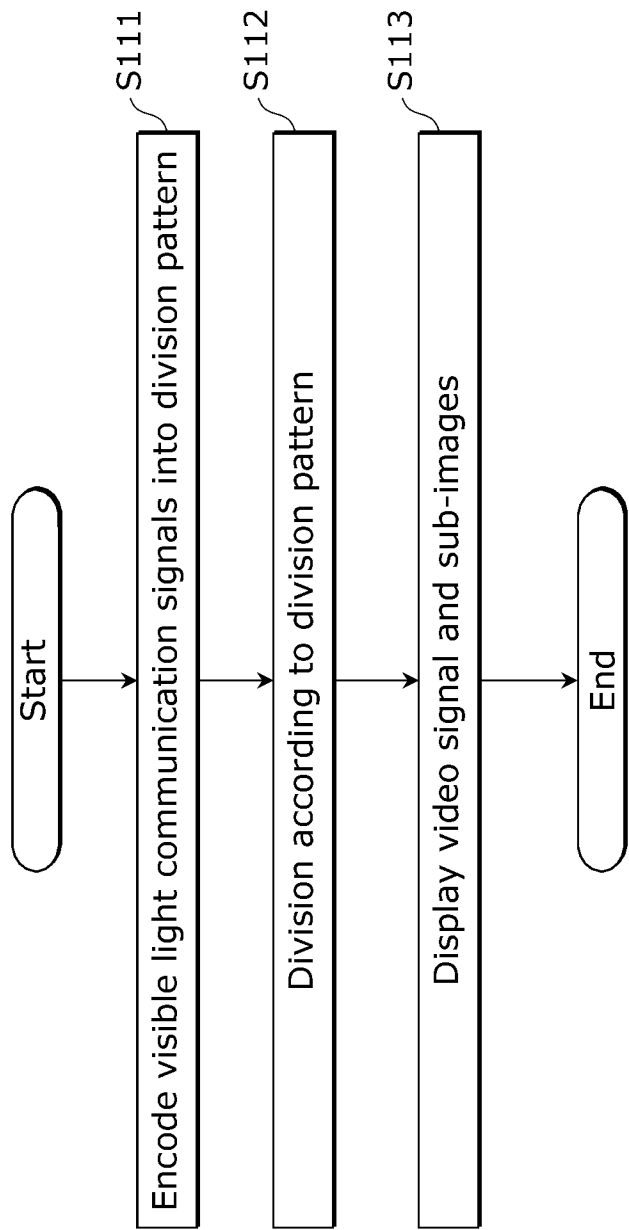 Start
S111
Encode visible light communication signals into division pattern
S112
Division according to division pattern
S113
Display video signal and sub-images
End